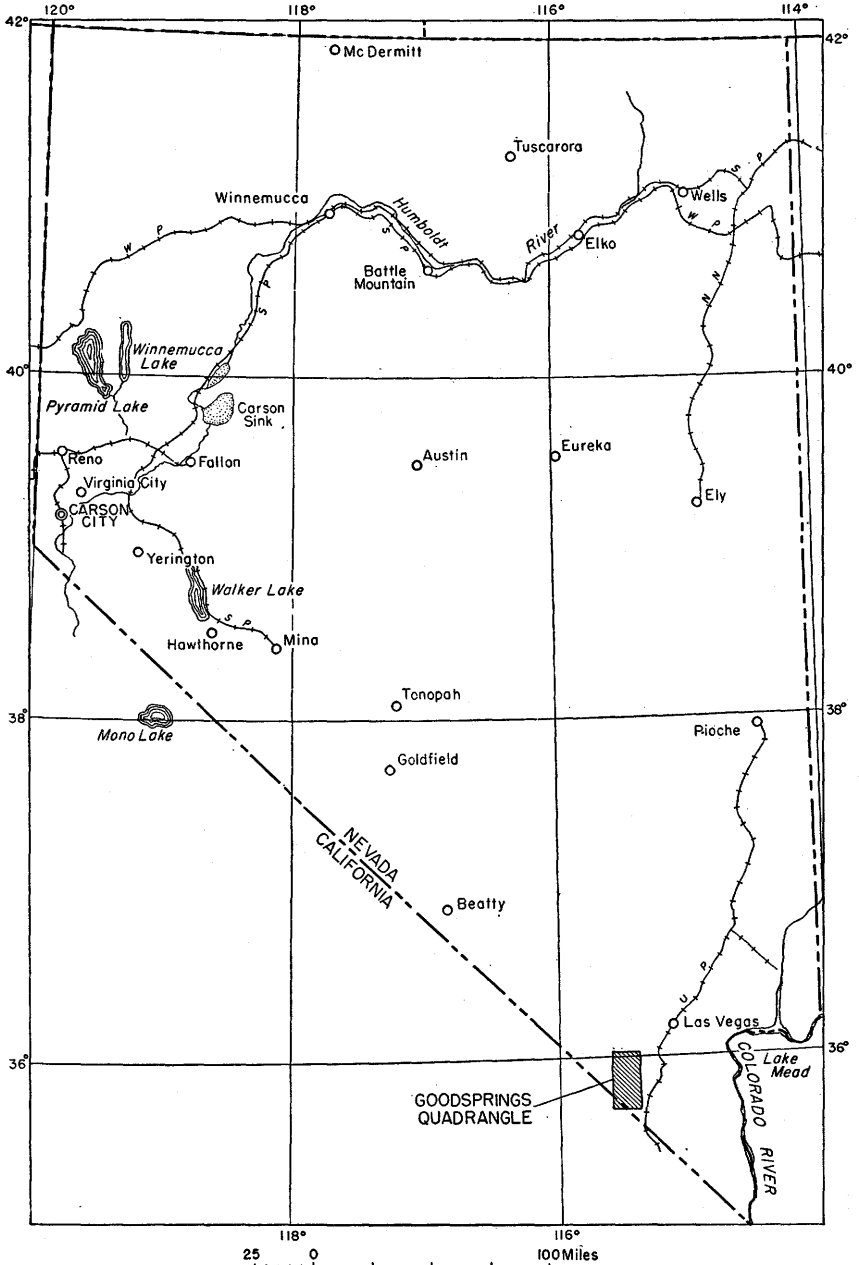 42° 120° 118° 116° 114° 42°
Mc Dermitt
Tuscarora
S P
Winnemucca
Wells
Humboldt
River
W P
S P
W P
Elko
Battle
Mountain
S P
N N
Winnemucca
Lake
40° 40°
Pyramid Lake
Carson
Sink
Reno
Fallon
Austin
Eureka
Virginia City
Ely
CARSON
CITY
Yerington
Walker Lake
S P
Hawthorne
Mina
Tonopah
38° 38°
Pioche
Mono Lake
Goldfield
NEVADA
CALIFORNIA
Beatty
U P
Las Vegas
36° 36°
Lake
Mead
COLORADO RIVER
GOODSPRINGS
QUADRANGLE
118° 116°
25 0 100 Miles